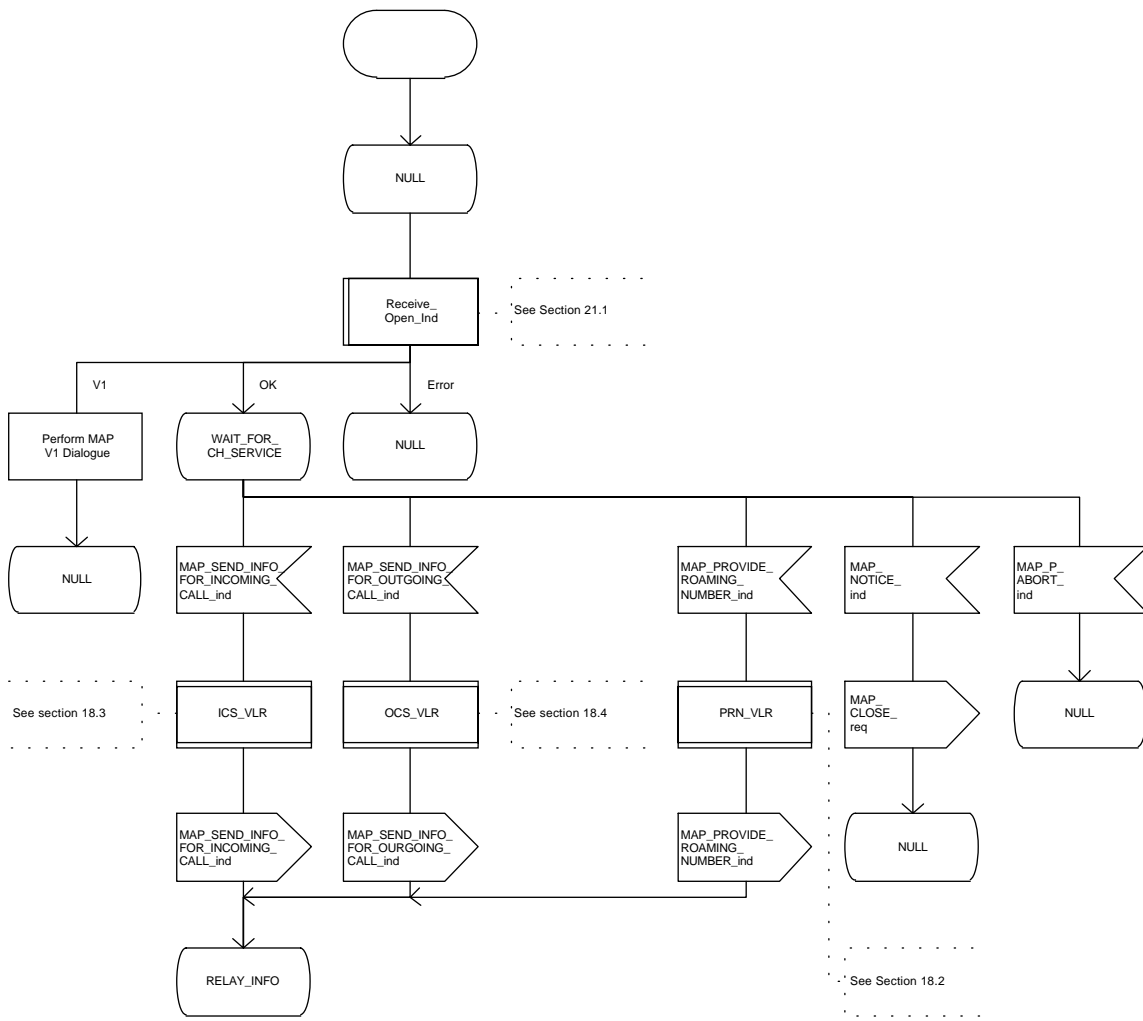 NULL
Receive_
Open_Ind
See Section 21.1
V1
OK
Error
Perform MAP
V1 Dialogue
WAIT_FOR_
CH_SERVICE
NULL
NULL
MAP_SEND_INFO_
FOR_INCOMING_
CALL_ind
MAP_SEND_INFO_
FOR_OUTGOING_
CALL_ind
MAP_PROVIDE_
ROAMING_
NUMBER_ind
MAP_
NOTICE_
ind
MAP_P_
ABORT_
ind
See section 18.3
ICS_VLR
OCS_VLR
See section 18.4
PRN_VLR
MAP_
CLOSE_
req
NULL
MAP_SEND_INFO_
FOR_INCOMING_
CALL_ind
MAP_SEND_INFO_
FOR_OURGOING_
CALL_ind
MAP_PROVIDE_
ROAMING_
NUMBER_ind
NULL
RELAY_INFO
See Section 18.2